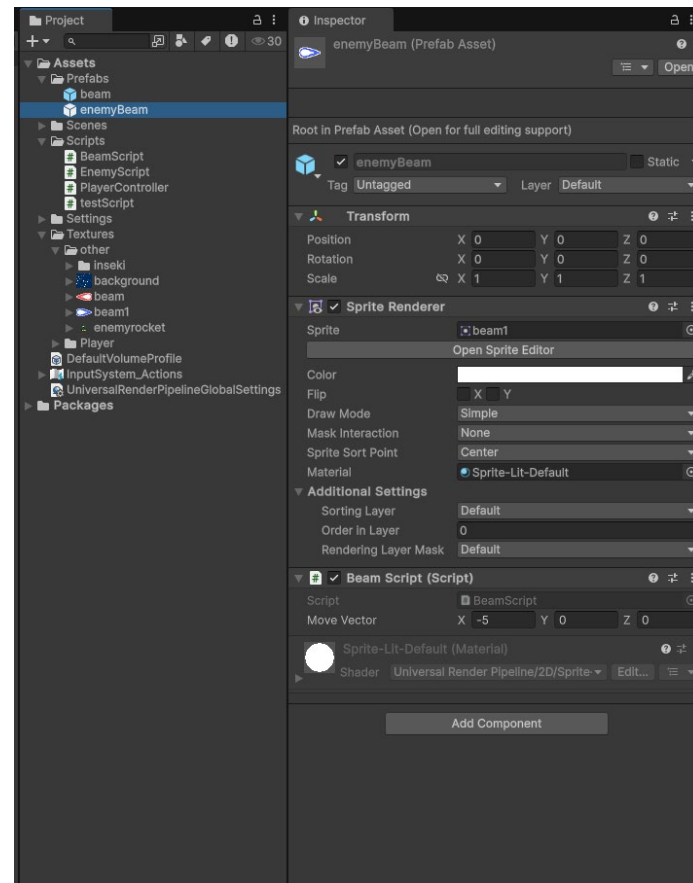 Project
30
Assets
Prefabs
beam
enemyBeam
Scenes
Scripts
BeamScript
EnemyScript
PlayerController
testScript
Settings
Textures
other
inseki
background
beam
beam1
enemyrocket
Player
DefaultVolumeProfile
InputSystem_Actions
UniversalRenderPipelineGlobalSettings
Packages
Inspector
enemyBeam (Prefab Asset)
Open
Root in Prefab Asset (Open for full editing support)
enemyBeam Static
Tag Untagged Layer Default
Transform
Position X 0 Y 0 Z 0
Rotation X 0 Y 0 Z 0
Scale X 1 Y 1 Z 1
Sprite Renderer
Sprite beam1
Open Sprite Editor
Color
Flip X Y
Draw Mode Simple
Mask Interaction None
Sprite Sort Point Center
Material Sprite-Lit-Default
Additional Settings
Sorting Layer Default
Order in Layer 0
Rendering Layer Mask Default
# Beam Script (Script)
Script BeamScript
Move Vector X -5 Y 0 Z 0
Sprite-Lit-Default (Material)
Shader Universal Render Pipeline/2D/Sprite- Edit...
Add Component